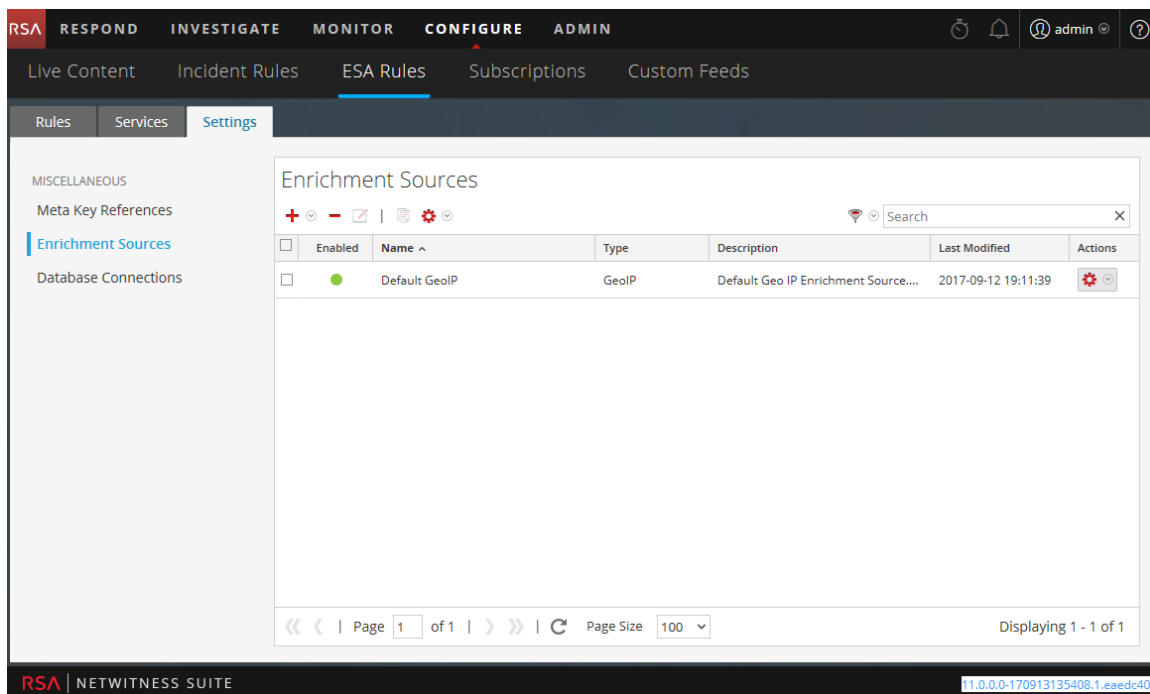 RSA RESPOND INVESTIGATE MONITOR CONFIGURE ADMIN admin
Live Content Incident Rules ESA Rules Subscriptions Custom Feeds
Rules Services Settings
MISCELLANEOUS
Meta Key References
Enrichment Sources
Database Connections
Enrichment Sources
Search
Enabled Name Type Description Last Modified Actions
Default GeoIP GeoIP Default Geo IP Enrichment Source.... 2017-09-12 19:11:39
Page 1 of 1 Page Size 100 Displaying 1 - 1 of 1
RSA NETWITNESS SUITE 11.0.0.0-170913135408.1.eaedc40